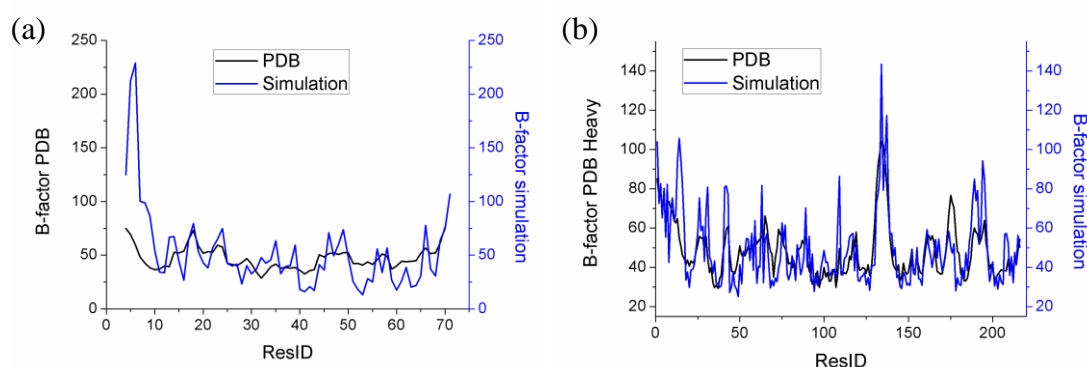 (a)
250
200
150
100
50
0
B-factor PDB
PDB
Simulation
250
200
150
100
50
0
B-factor simulation
0 10 20 30 40 50 60 70
ResID
(b)
140
120
100
80
60
40
20
B-factor PDB Heavy
PDB
Simulation
140
120
100
80
60
40
20
B-factor simulation
0 50 100 150 200
ResID